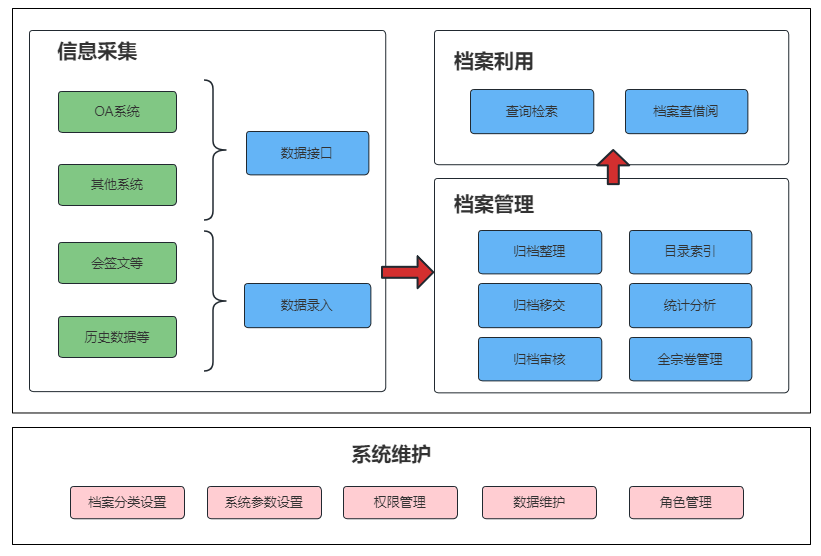 信息采集
OA系统
其他系统
数据接口
会签文等
历史数据等
数据录入
档案利用
查询检索
档案查借阅
档案管理
归档整理
目录索引
归档移交
统计分析
归档审核
全宗卷管理
系统维护
档案分类设置
系统参数设置
权限管理
数据维护
角色管理